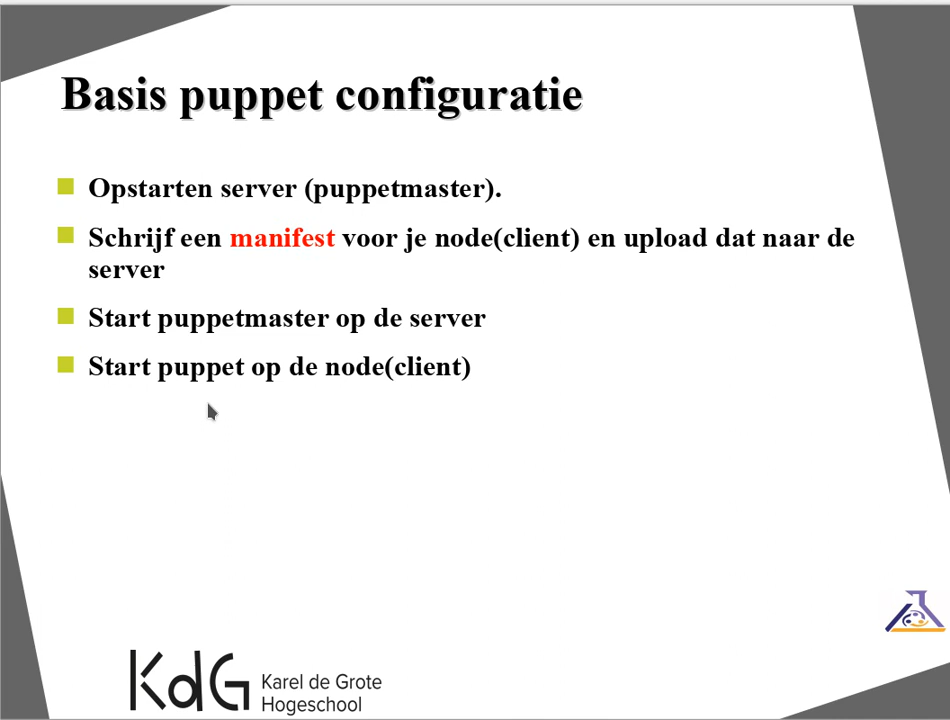 Basis puppet configuratie
Opstarten server (puppetmaster).
Schrijf een manifest voor je node(client) en upload dat naar de
server
Start puppetmaster op de server
Start puppet op de node(client)
KdG Karel de Grote
Hogeschool